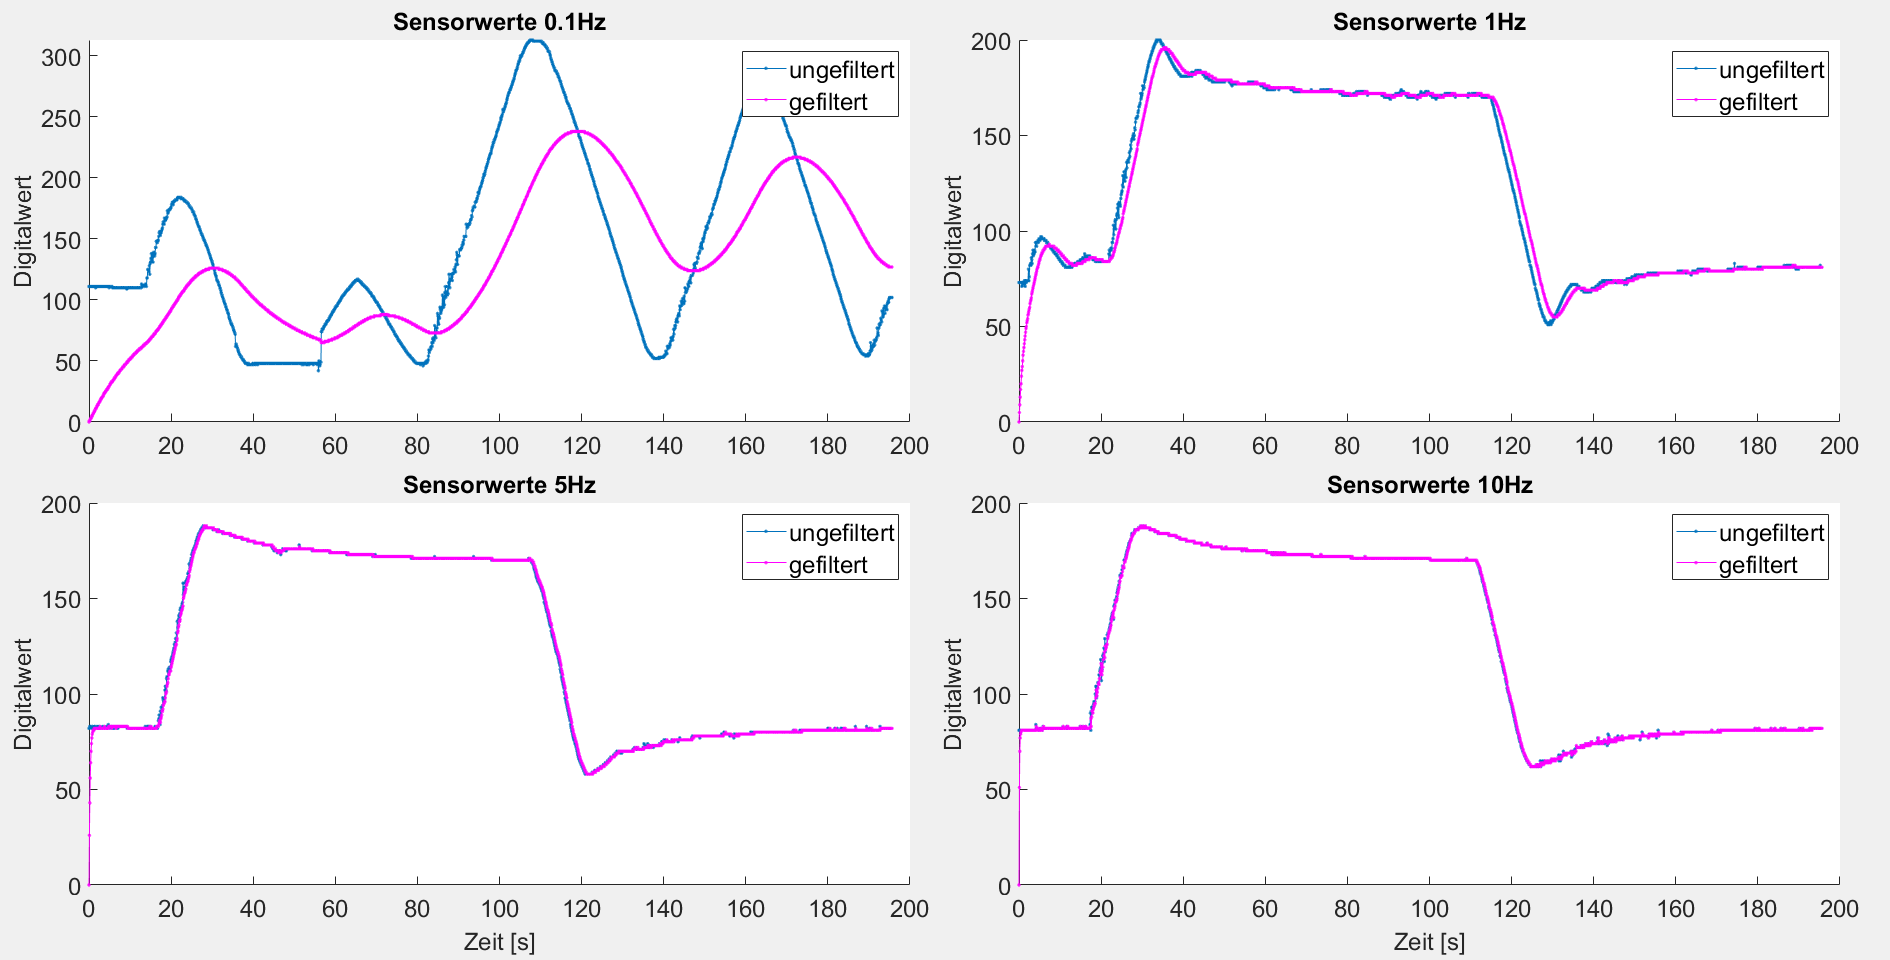 Sensorwerte 0.1Hz
300
250
200
150
100
50
0
Digitalwert
ungefiltert
gefiltert
0 20 40 60 80 100 120 140 160 180 200
Sensorwerte 1Hz
200
150
100
50
0
Digitalwert
ungefiltert
gefiltert
0 20 40 60 80 100 120 140 160 180 200
Sensorwerte 5Hz
200
150
100
50
0
Digitalwert
ungefiltert
gefiltert
0 20 40 60 80 100 120 140 160 180 200
Zeit [s]
Sensorwerte 10Hz
200
150
100
50
0
Digitalwert
ungefiltert
gefiltert
0 20 40 60 80 100 120 140 160 180 200
Zeit [s]